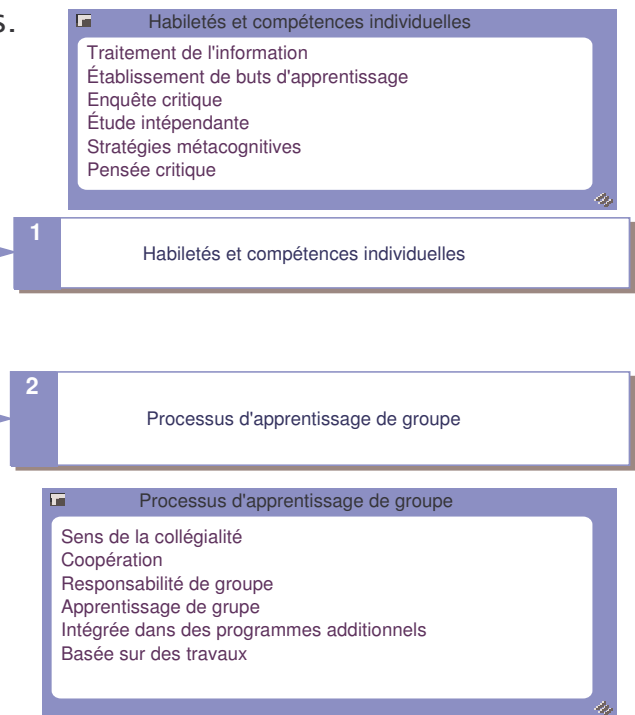 s.
Habiletés et compétences individuelles
Traitement de l'information
Établissement de buts d'apprentissage
Enquête critique
Étude intépendante
Stratégies métacognitives
Pensée critique
1
Habiletés et compétences individuelles
2
Processus d'apprentissage de groupe
Processus d'apprentissage de groupe
Sens de la collégialité
Coopération
Responsabilité de groupe
Apprentissage de grupe
Intégrée dans des programmes additionnels
Basée sur des travaux